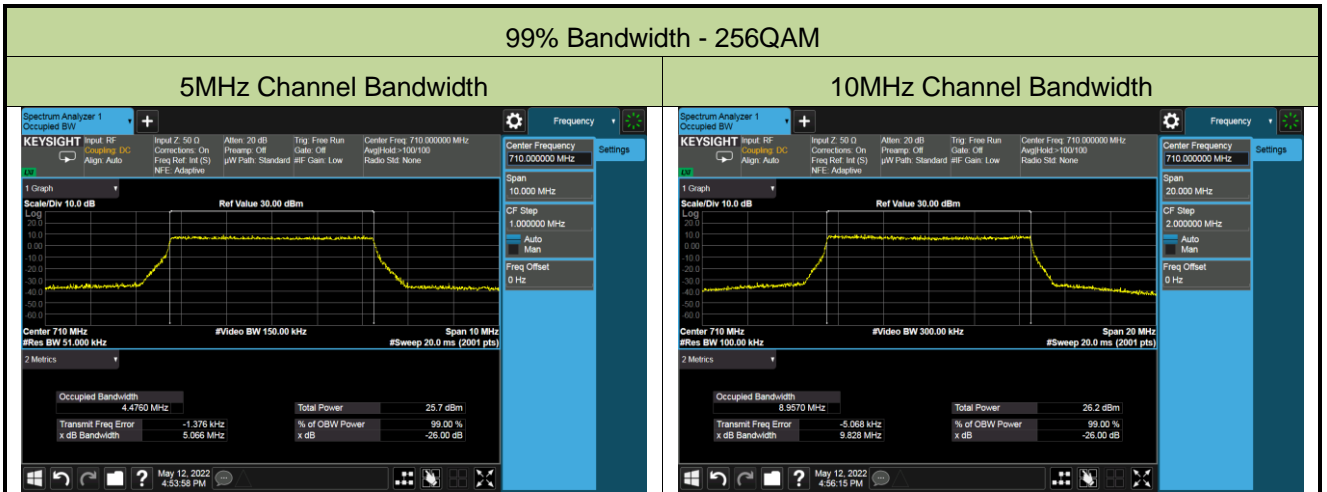 99% Bandwidth - 256QAM
5MHz Channel Bandwidth
10MHz Channel Bandwidth
Spectrum Analyzer 1
Occupied BW
+
Frequency
KEYSIGHT
Input: RF
Coupling: DC
Align: Auto
Input Z: 50 Ω
Corrections: On
Freq Ref: Int (S)
NFE: Adaptive
Atten: 20 dB
Preamp: Off
µW Path: Standard
Trig: Free Run
Gate: Off
#IF Gain: Low
Center Freq: 710.000000 MHz
Avg|Hold:>100/100
Radio Std: None
Center Frequency
710.000000 MHz
Settings
Span
10.000 MHz
CF Step
1.000000 MHz
Auto
Man
Freq Offset
0 Hz
1 Graph
Scale/Div 10.0 dB
Ref Value 30.00 dBm
Log
20.0
10.0
0.00
-10.0
-20.0
-30.0
-40.0
-50.0
-60.0
Center 710 MHz
#Video BW 150.00 kHz
Span 10 MHz
#Res BW 51.000 kHz
#Sweep 20.0 ms (2001 pts)
2 Metrics
Occupied Bandwidth
4.4760 MHz
Total Power 25.7 dBm
Transmit Freq Error -1.376 kHz
% of OBW Power 99.00 %
x dB Bandwidth 5.066 MHz
x dB -26.00 dB
?
May 12, 2022
4:53:58 PM
Spectrum Analyzer 1
Occupied BW
+
Frequency
KEYSIGHT
Input: RF
Coupling: DC
Align: Auto
Input Z: 50 Ω
Corrections: On
Freq Ref: Int (S)
NFE: Adaptive
Atten: 20 dB
Preamp: Off
µW Path: Standard
Trig: Free Run
Gate: Off
#IF Gain: Low
Center Freq: 710.000000 MHz
Avg|Hold:>100/100
Radio Std: None
Center Frequency
710.000000 MHz
Settings
Span
20.000 MHz
CF Step
2.000000 MHz
Auto
Man
Freq Offset
0 Hz
1 Graph
Scale/Div 10.0 dB
Ref Value 30.00 dBm
Log
20.0
10.0
0.00
-10.0
-20.0
-30.0
-40.0
-50.0
-60.0
Center 710 MHz
#Video BW 300.00 kHz
Span 20 MHz
#Res BW 100.00 kHz
#Sweep 20.0 ms (2001 pts)
2 Metrics
Occupied Bandwidth
8.9570 MHz
Total Power 26.2 dBm
Transmit Freq Error -5.068 kHz
% of OBW Power 99.00 %
x dB Bandwidth 9.828 MHz
x dB -26.00 dB
?
May 12, 2022
4:56:15 PM